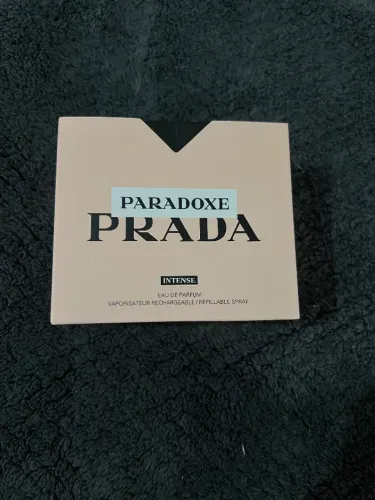 PARADOXE
PRADA
INTENSE
EAU DE PARFUM
VAPORISATEUR RECHARGEABLE / REFILLABLE SPRAY